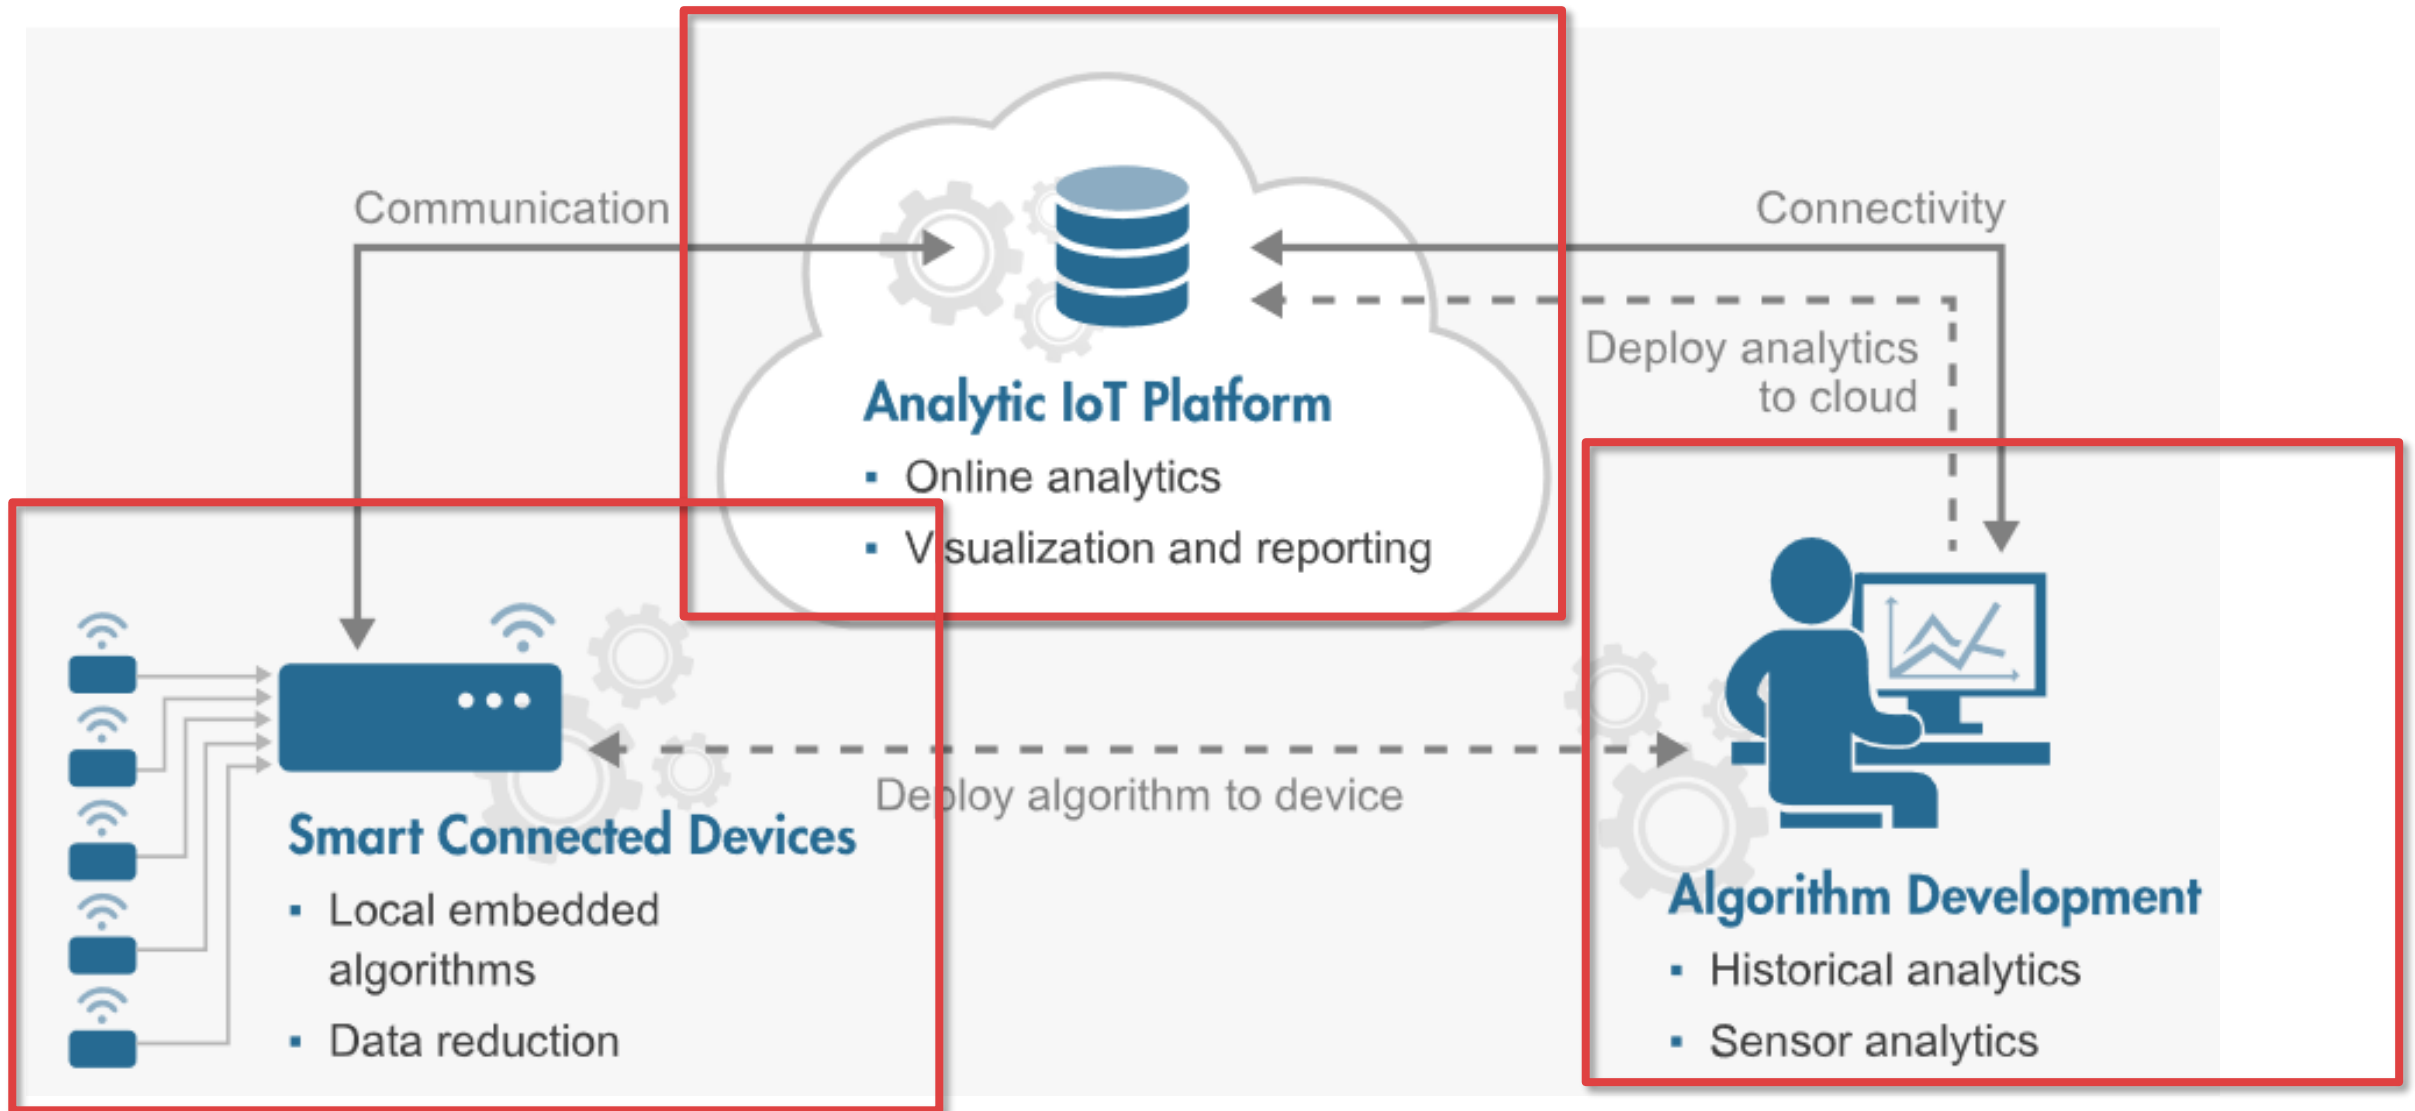 Communication
Connectivity
Deploy analytics
to cloud
Analytic IoT Platform
▪ Online analytics
▪ Visualization and reporting
Deploy algorithm to device
Smart Connected Devices
▪ Local embedded
algorithms
▪ Data reduction
Algorithm Development
▪ Historical analytics
▪ Sensor analytics